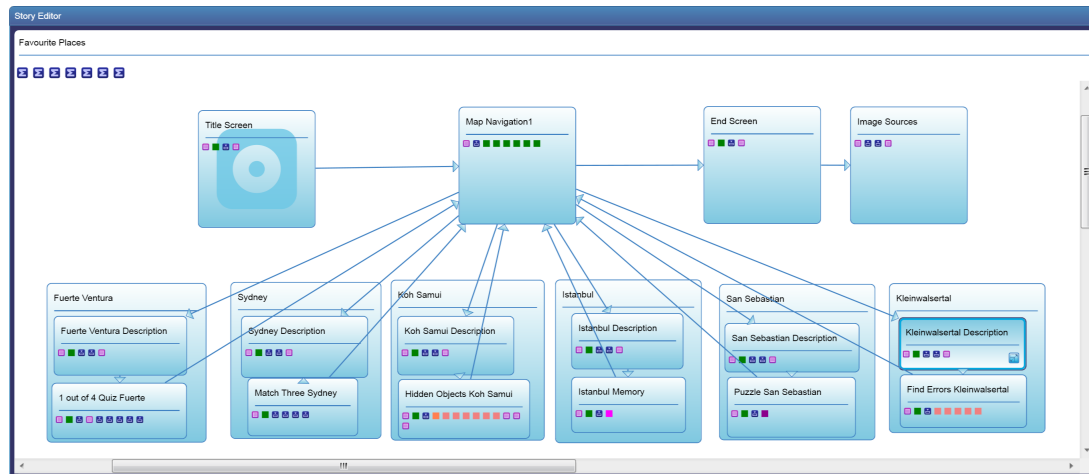 Story Editor
Favourite Places
Title Screen
Map Navigation1
End Screen
Image Sources
Fuerte Ventura
Fuerte Ventura Description
1 out of 4 Quiz Fuerte
Sydney
Sydney Description
Match Three Sydney
Koh Samui
Koh Samui Description
Hidden Objects Koh Samui
Istanbul
Istanbul Description
Istanbul Memory
San Sebastian
San Sebastian Description
Puzzle San Sebastian
Kleinwalsertal
Kleinwalsertal Description
Find Errors Kleinwalsertal